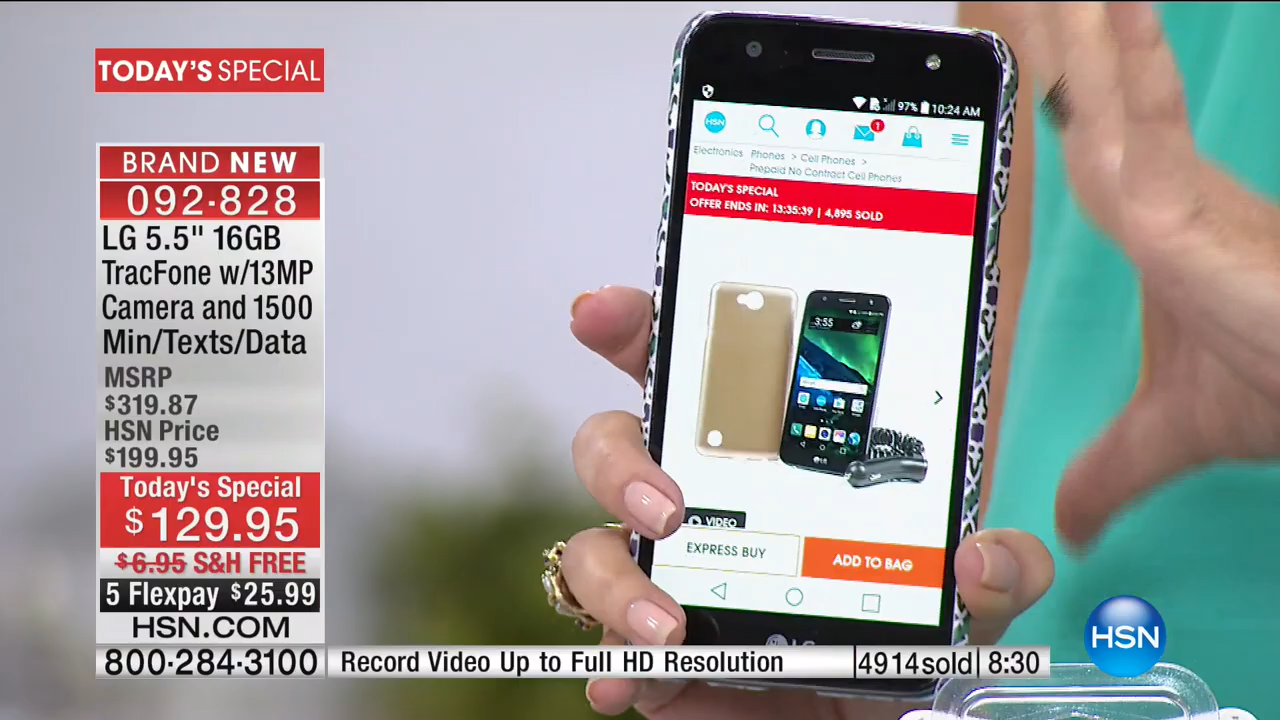 TODAY'S SPECIAL
BRAND NEW
092·828
LG 5.5" 16GB
TracFone w/13MP
Camera and 1500
Min/Texts/Data
MSRP
$319.87
HSN Price
$199.95
Today's Special
$129.95
$6.95 S&H FREE
5 Flexpay $25.99
HSN.COM
800·284·3100
Record Video Up to Full HD Resolution
4914sold
8:30
HSN
97% 10:24 AM
HSN
1
Electronics Phones > Cell Phones >
Prepaid No Contract Cell Phones
TODAY'S SPECIAL
OFFER ENDS IN: 13:35:39 | 4,895 SOLD
3:55
LG
VIDEO
EXPRESS BUY
ADD TO BAG
LG